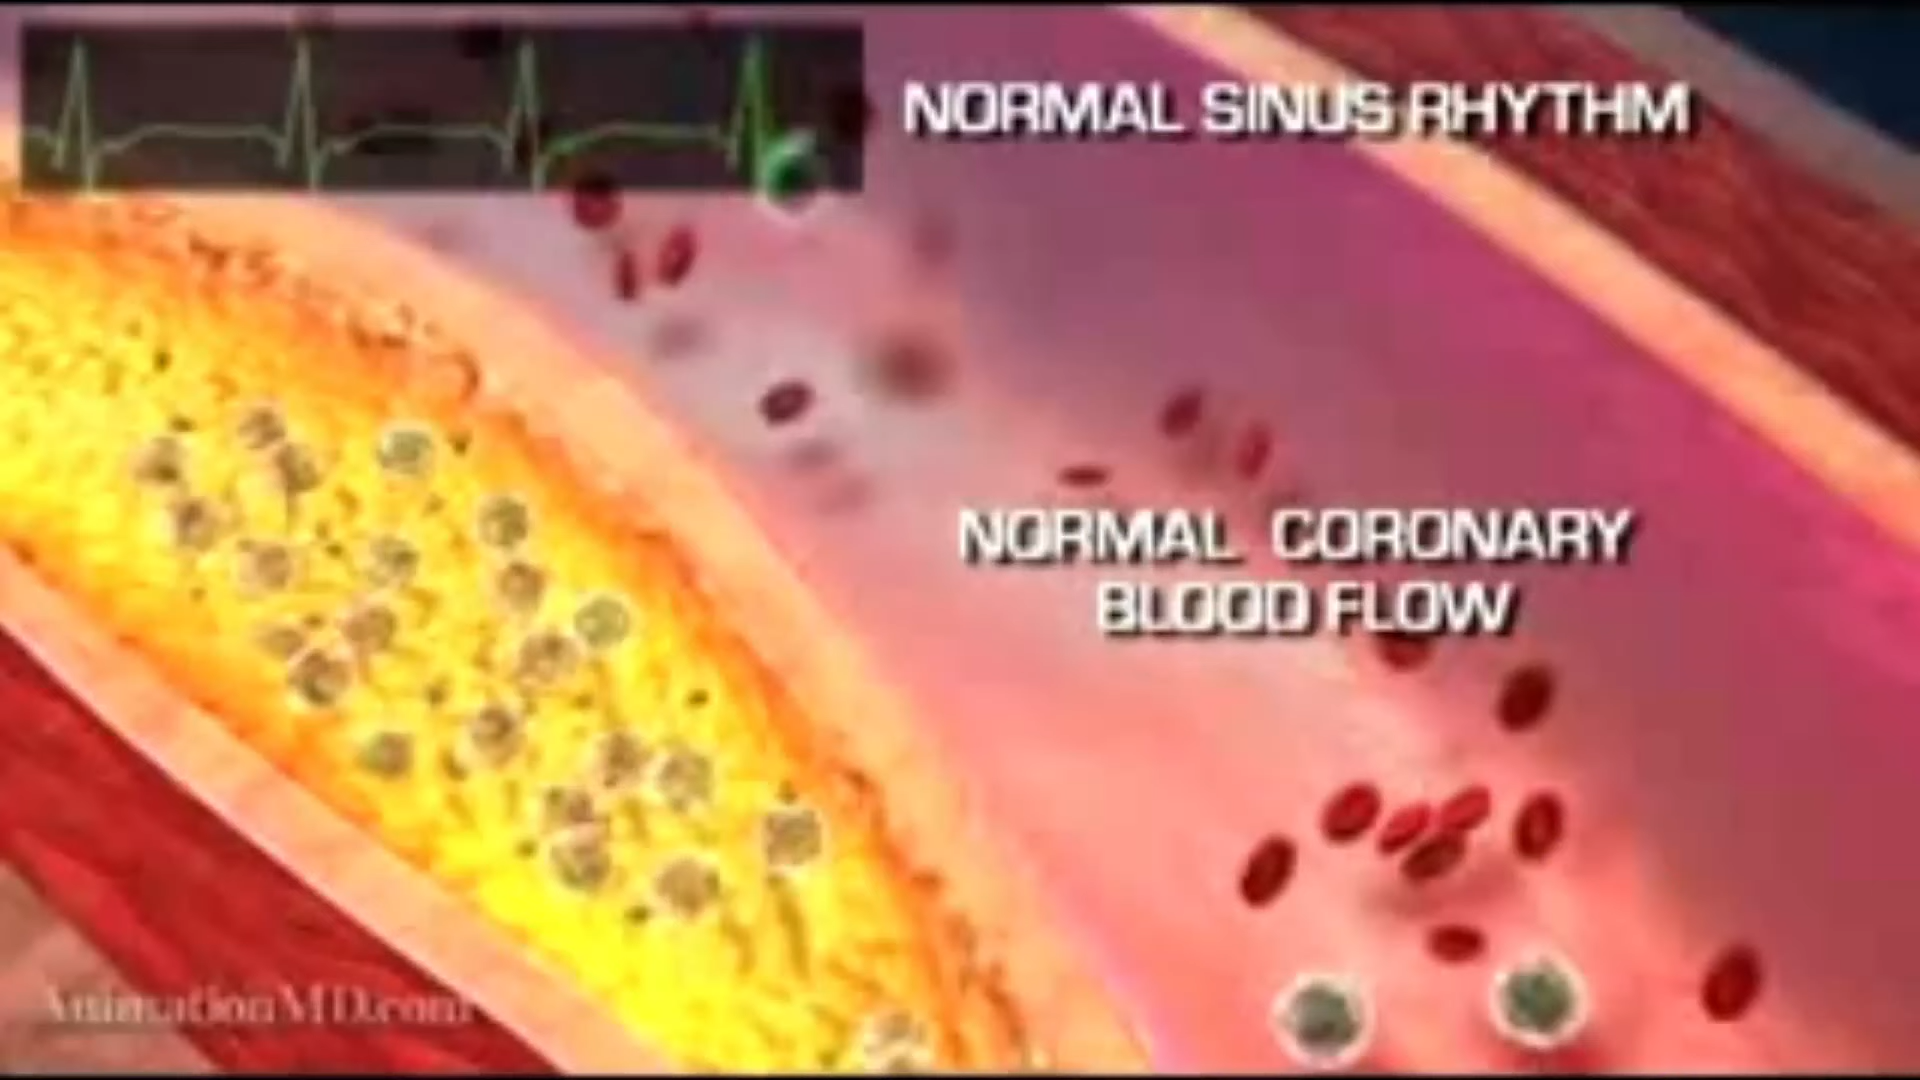 NORMAL SINUS RHYTHM
NORMAL CORONARY
BLOOD FLOW
AnimationMD.com